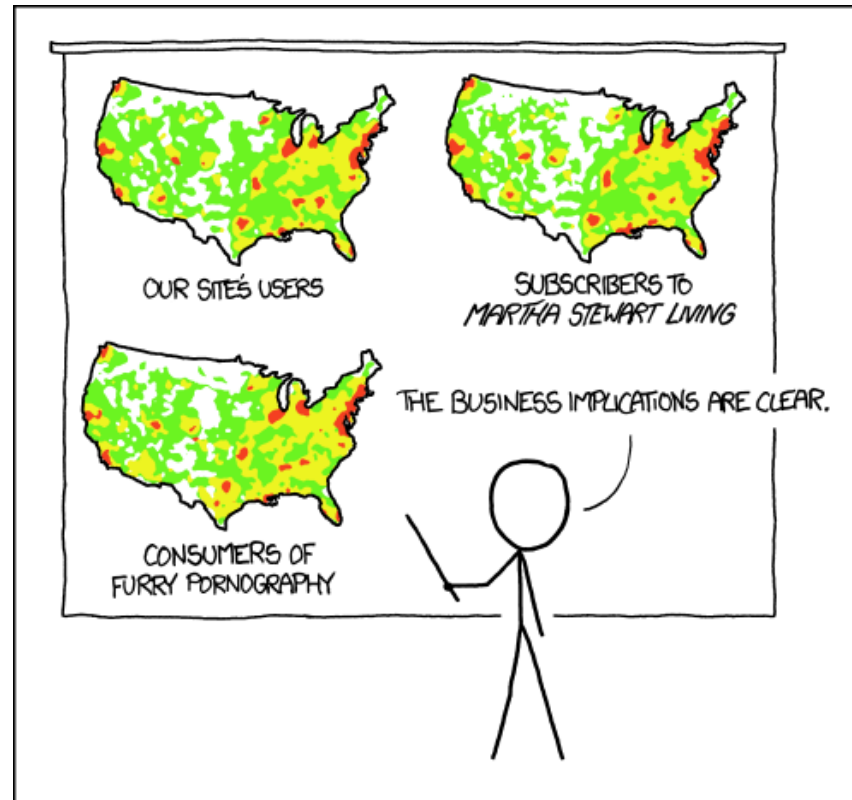 OUR SITE'S USERS
SUBSCRIBERS TO
MARTHA STEWART LIVING
CONSUMERS OF
FURRY PORNOGRAPHY
THE BUSINESS IMPLICATIONS ARE CLEAR.